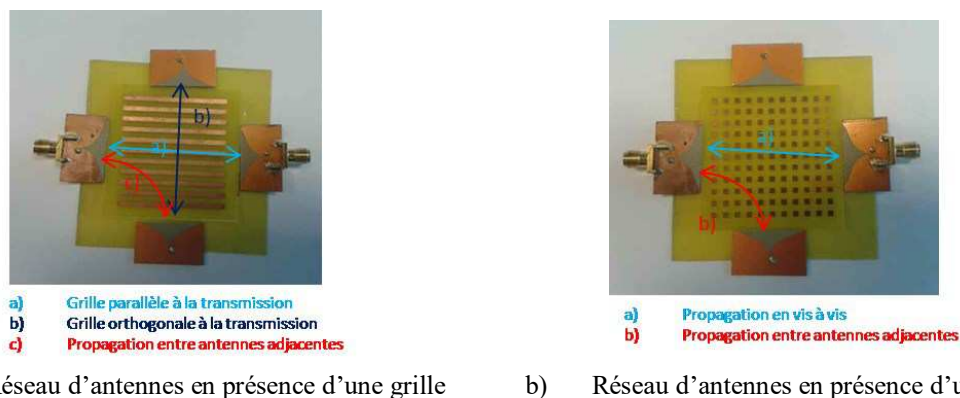 b)
a)
c)
a) Grille parallèle à la transmission
b) Grille orthogonale à la transmission
c) Propagation entre antennes adjacentes
a)
b)
a) Propagation en vis à vis
b) Propagation entre antennes adjacentes
d'antennes en présence d'une grille
b) Réseau d'antennes en présence